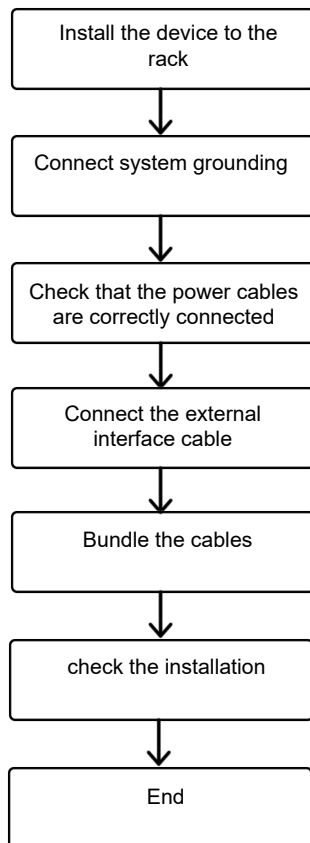 Install the device to the
rack
Connect system grounding
Check that the power cables
are correctly connected
Connect the external
interface cable
Bundle the cables
check the installation
End